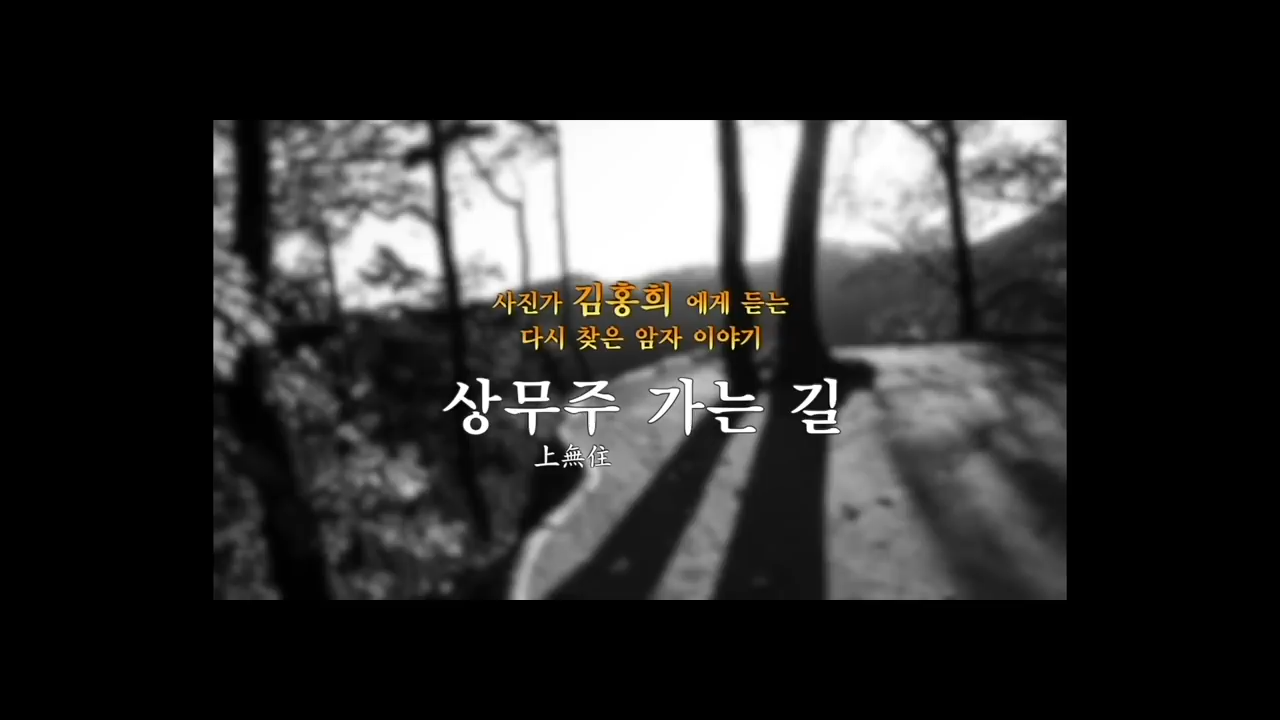 사진가 김홍희 에게 듣는
다시 찾은 암자 이야기
상무주 가는 길
上無住